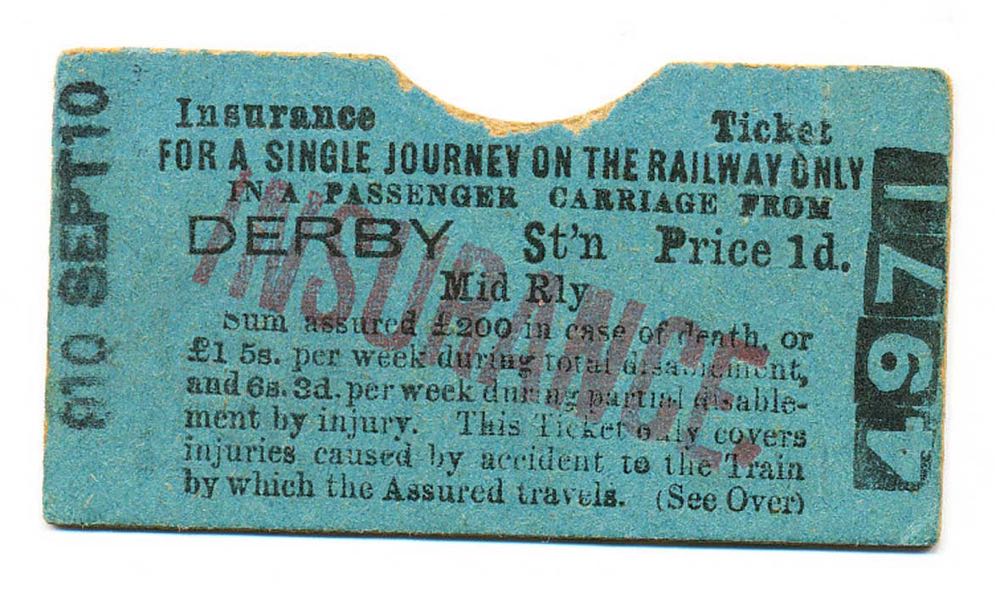 Insurance Ticket
FOR A SINGLE JOURNEY ON THE RAILWAY ONLY
IN A PASSENGER CARRIAGE FROM
DERBY St'n Price 1d.
Mid Rly
Sum assured £200 in case of death, or
£1 5s. per week during total disablement,
and 6s. 3d. per week during partial disable-
ment by injury. This Ticket only covers
injuries caused by accident to the Train
by which the Assured travels. (See Over)
INSURANCE
SEPT10
4971